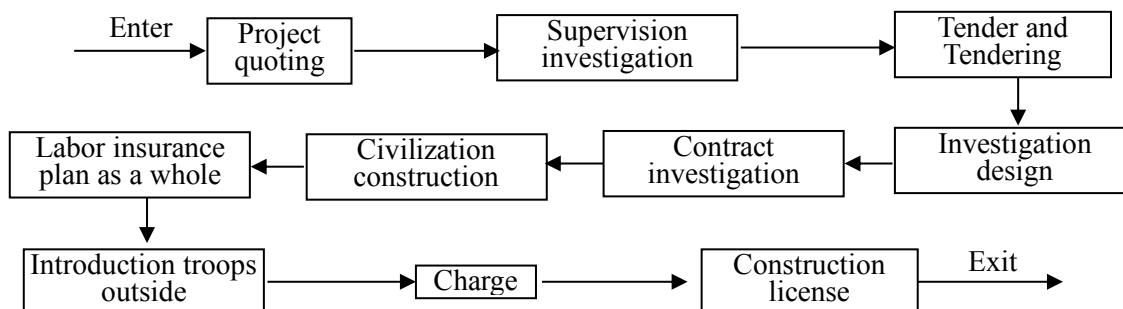 Enter
Project
quoting
Supervision
investigation
Tender and
Tendering
Investigation
design
Contract
investigation
Civilization
construction
Labor insurance
plan as a whole
Introduction troops
outside
Charge
Construction
license
Exit